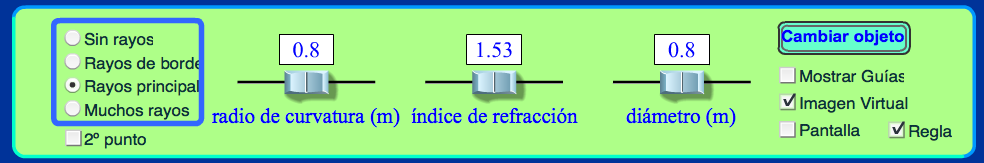 Sin rayos
Rayos de borde
Rayos principal
Muchos rayos
2º punto
0.8
radio de curvatura (m)
1.53
índice de refracción
0.8
diámetro (m)
Cambiar objeto
Mostrar Guías
Imagen Virtual
Pantalla
Regla